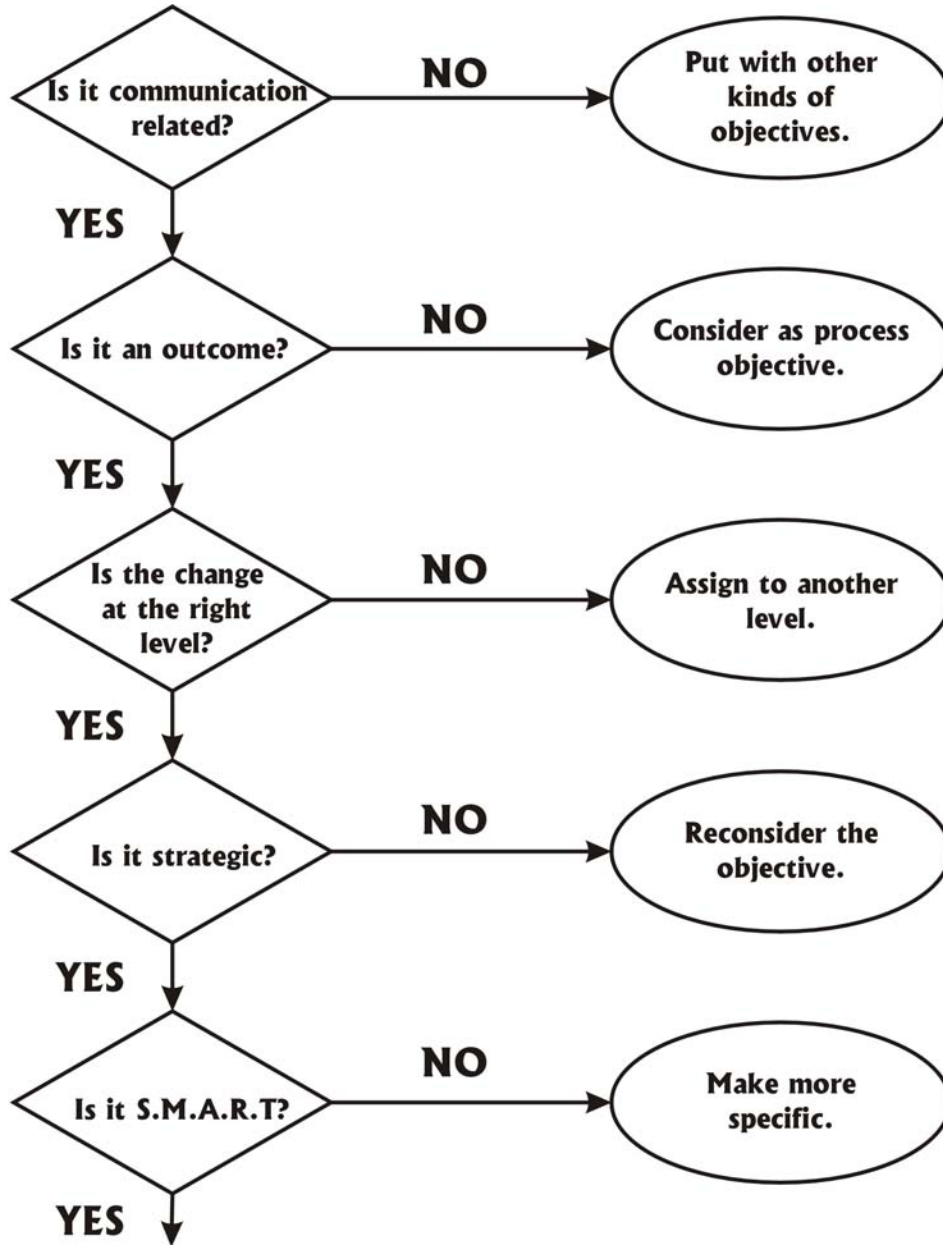 Is it communication
related?
NO
Put with other
kinds of
objectives.
YES
Is it an outcome?
NO
Consider as process
objective.
YES
Is the change
at the right
level?
NO
Assign to another
level.
YES
Is it strategic?
NO
Reconsider the
objective.
YES
Is it S.M.A.R.T?
NO
Make more
specific.
YES